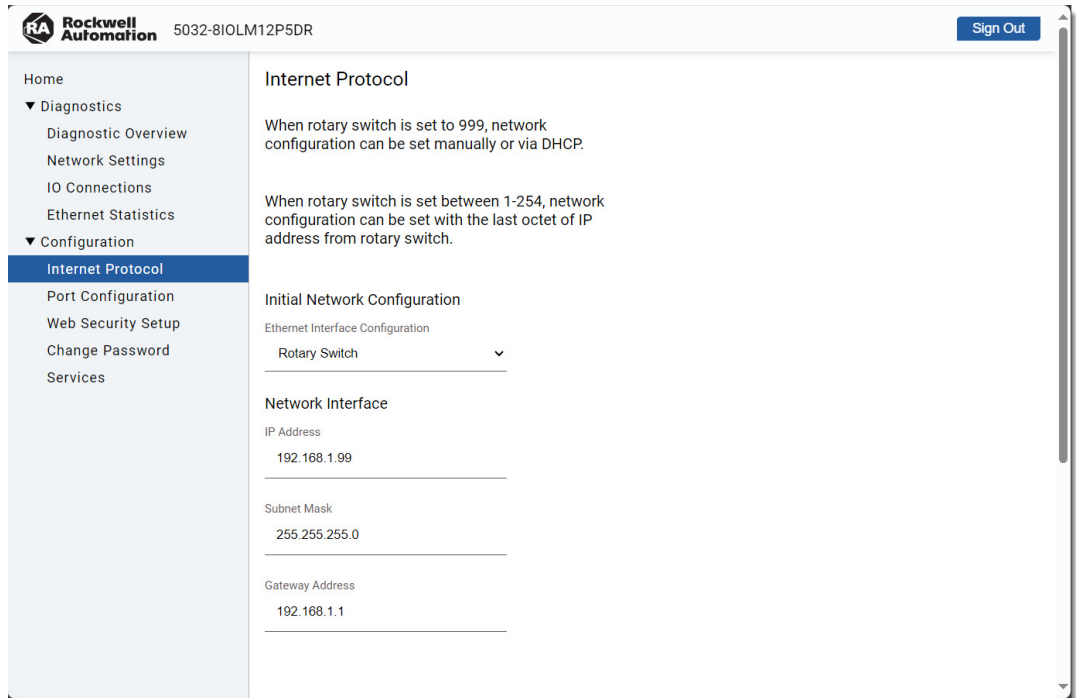 RA
Rockwell
Automation
5032-8IOLM12P5DR
Sign Out
Home
Diagnostics
Diagnostic Overview
Network Settings
IO Connections
Ethernet Statistics
Configuration
Internet Protocol
Port Configuration
Web Security Setup
Change Password
Services
Internet Protocol
When rotary switch is set to 999, network
configuration can be set manually or via DHCP.
When rotary switch is set between 1-254, network
configuration can be set with the last octet of IP
address from rotary switch.
Initial Network Configuration
Ethernet Interface Configuration
Rotary Switch
Network Interface
IP Address
192.168.1.99
Subnet Mask
255.255.255.0
Gateway Address
192.168.1.1